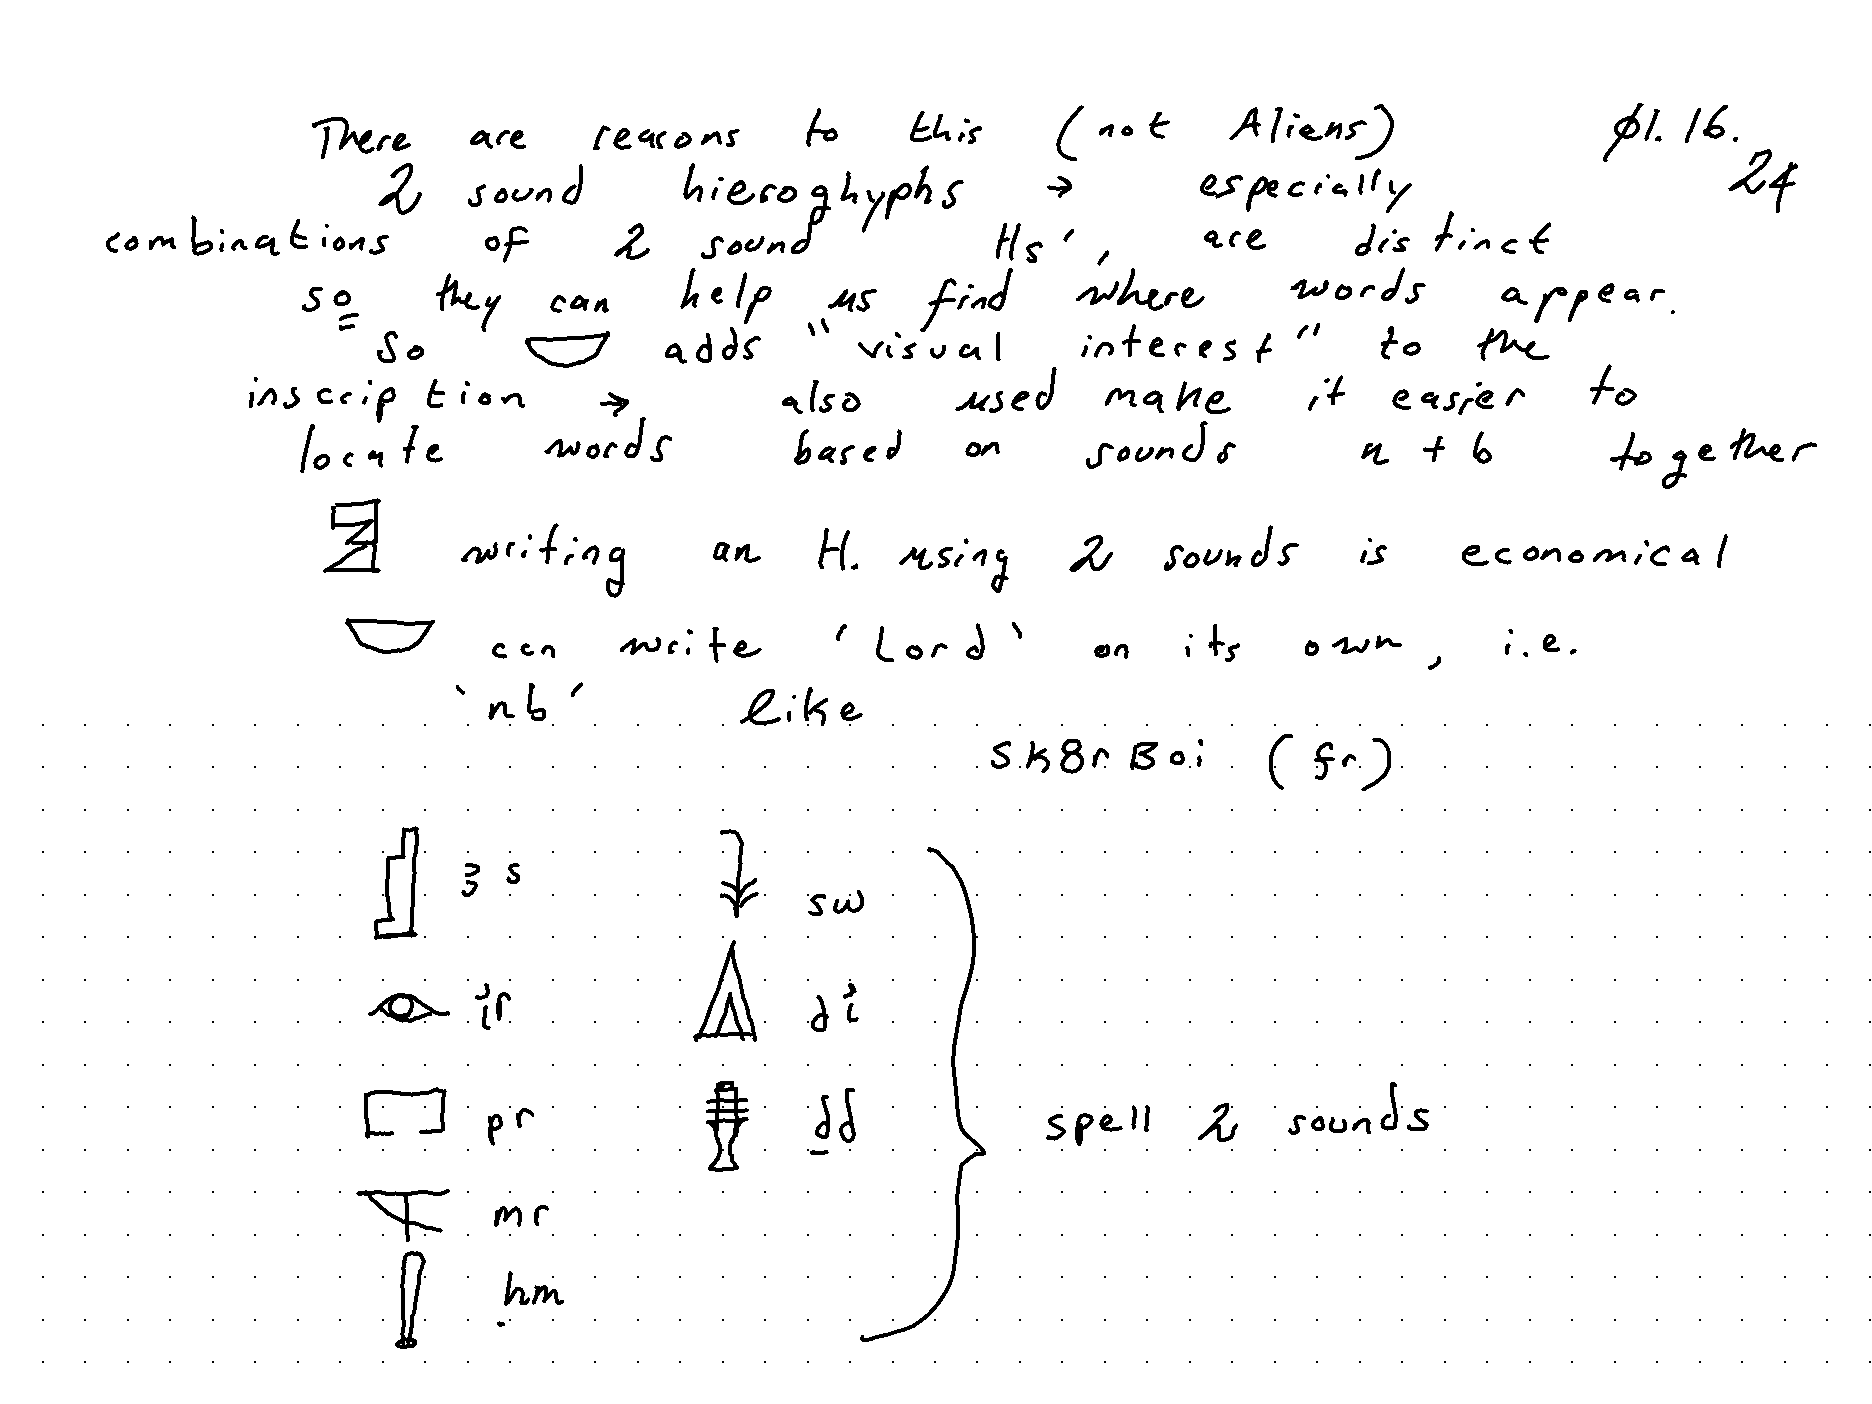 There are reasons to this (not Aliens) Ø1.16.
2 sound hieroghyphs → especially 24
combinations of 2 sound Hs', are distinct
so they can help us find where words appear.
So adds "visual interest" to the
inscription → also used make it easier to
locate words based on sounds n + b together
writing an H. using 2 sounds is economical
can write 'Lord' on its own, i.e.
'nb' like
Sk8r Boi (fr)
ꜣs sw
ỉr dỉ
pr ḏd
mr
ḥm
spell 2 sounds